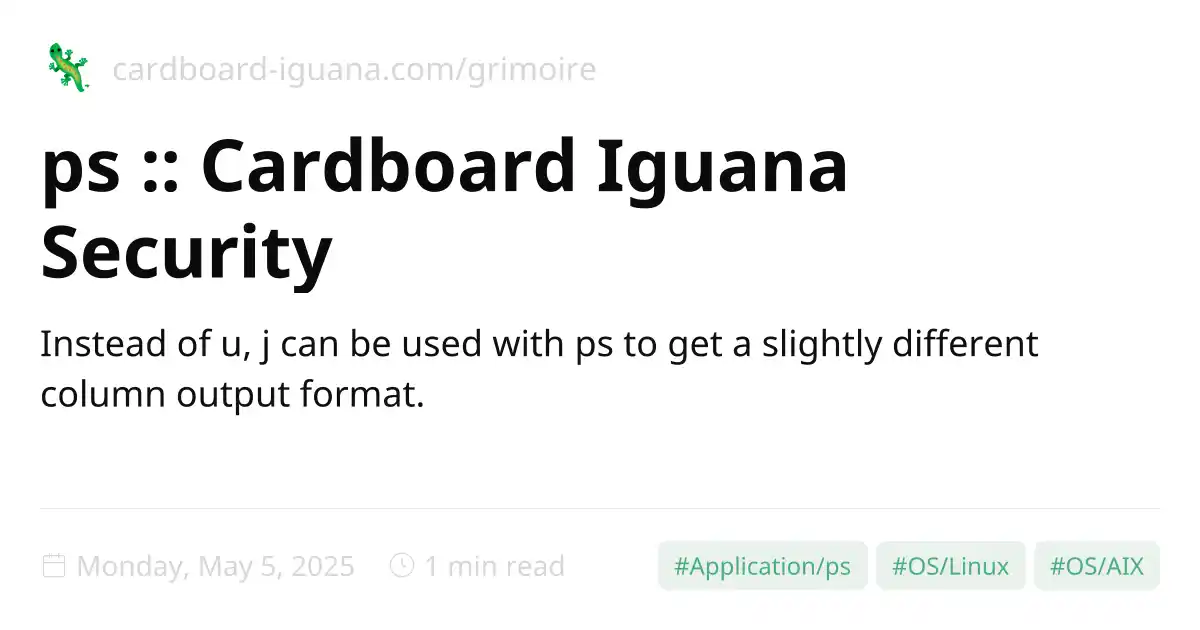 cardboard-iguana.com/grimoire
ps :: Cardboard Iguana
Security
Instead of u, j can be used with ps to get a slightly different
column output format.
Monday, May 5, 2025 1 min read #Application/ps #OS/Linux #OS/AIX